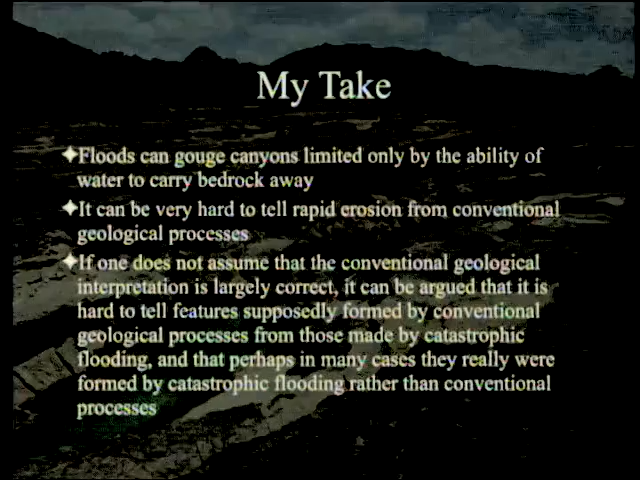 My Take
✦Floods can gouge canyons limited only by the ability of
water to carry bedrock away
✦It can be very hard to tell rapid erosion from conventional
geological processes
✦If one does not assume that the conventional geological
interpretation is largely correct, it can be argued that it is
hard to tell features supposedly formed by conventional
geological processes from those made by catastrophic
flooding, and that perhaps in many cases they really were
formed by catastrophic flooding rather than conventional
processes